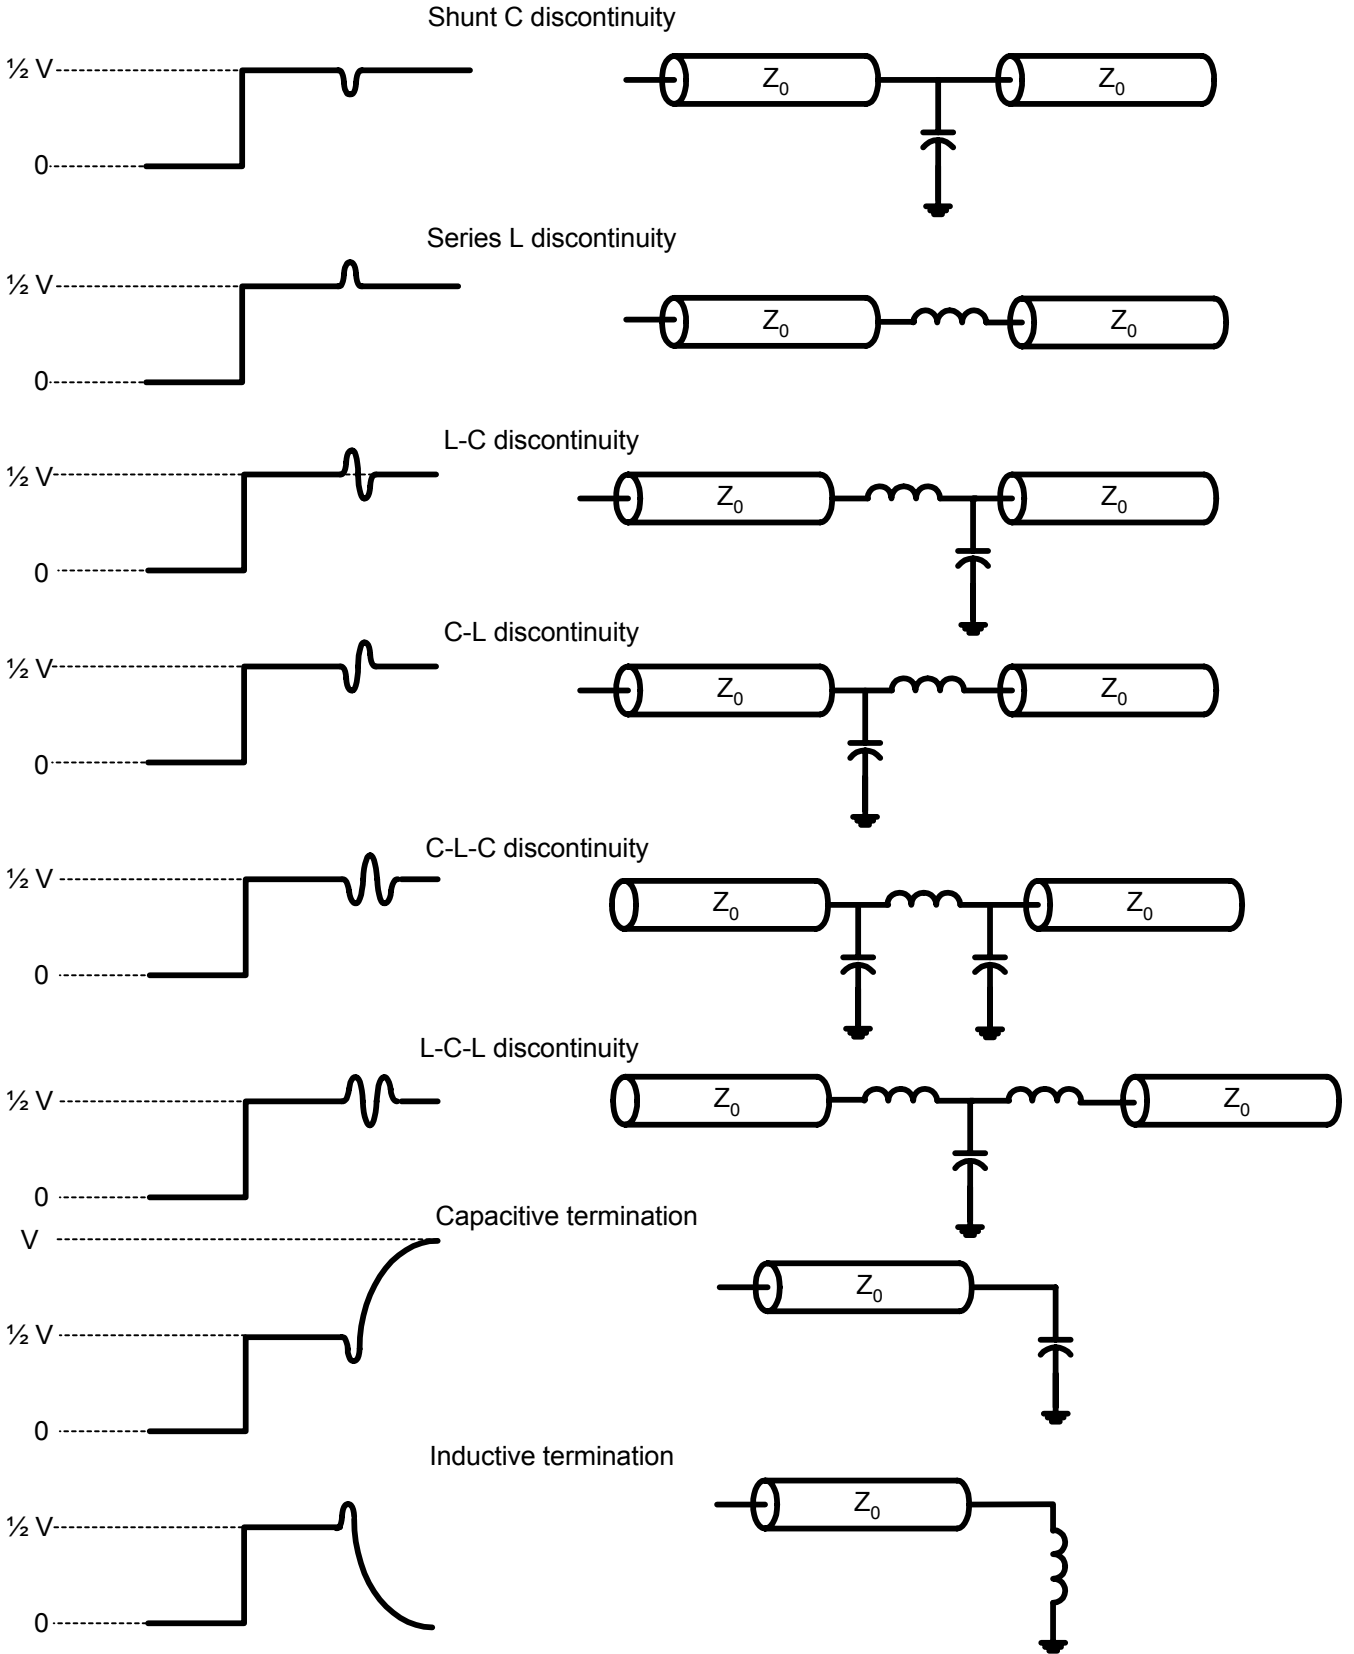 Shunt C discontinuity
½ V
Z0
Z0
0
Series L discontinuity
½ V
Z0
Z0
0
L-C discontinuity
½ V
Z0
Z0
0
C-L discontinuity
½ V
Z0
Z0
0
C-L-C discontinuity
½ V
Z0
Z0
0
L-C-L discontinuity
½ V
Z0
Z0
0
Capacitive termination
V
Z0
½ V
0
Inductive termination
Z0
½ V
0